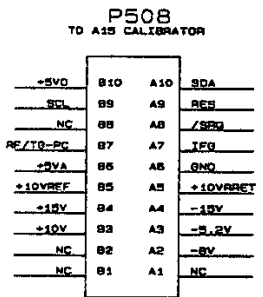 P508
TO A15 CALIBRATOR
+5VD B10 A10 SDA
SCL B9 A9 RES
NC B8 A8 /SRQ
RF/TG-PC B7 A7 IFG
+5VA B6 A6 GND
+10VREF B5 A5 +10VRRET
+15V B4 A4 -15V
+10V B3 A3 -5.2V
NC B2 A2 -8V
NC B1 A1 NC